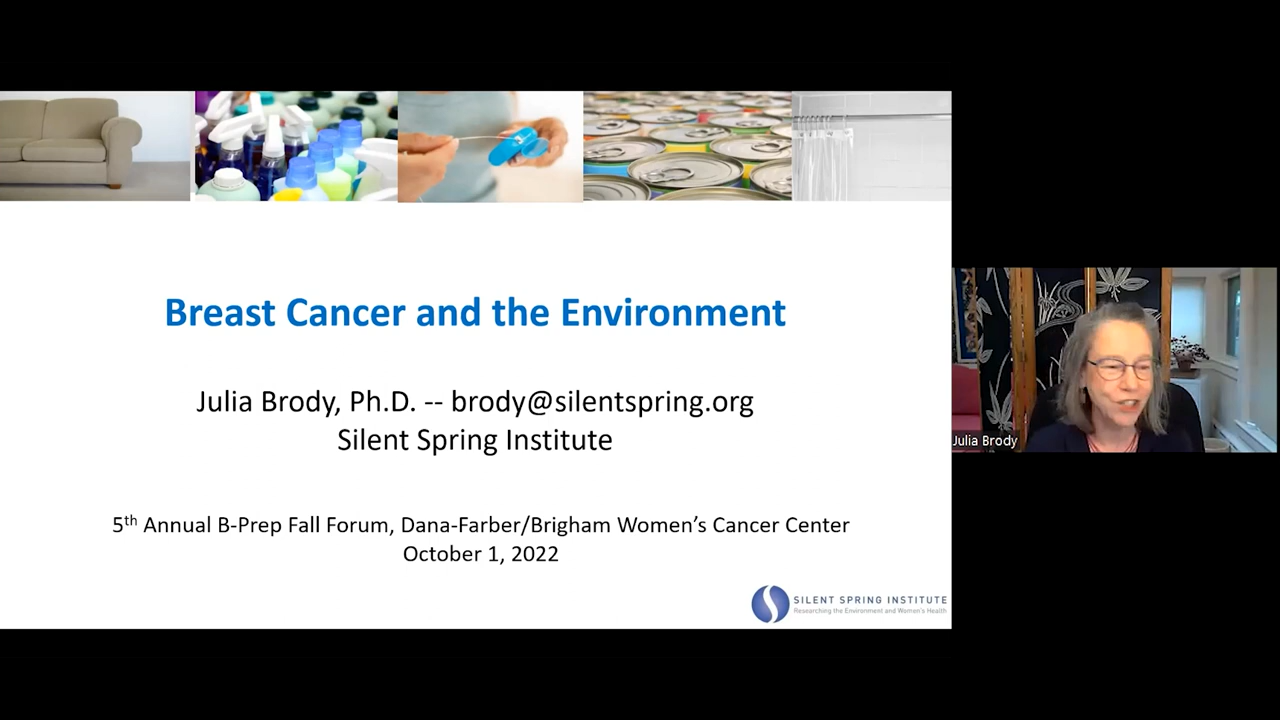 Breast Cancer and the Environment
Julia Brody, Ph.D. -- brody@silentspring.org
Silent Spring Institute
5th Annual B-Prep Fall Forum, Dana-Farber/Brigham Women's Cancer Center
October 1, 2022
SILENT SPRING INSTITUTE
Researching the Environment and Women's Health
Julia Brody